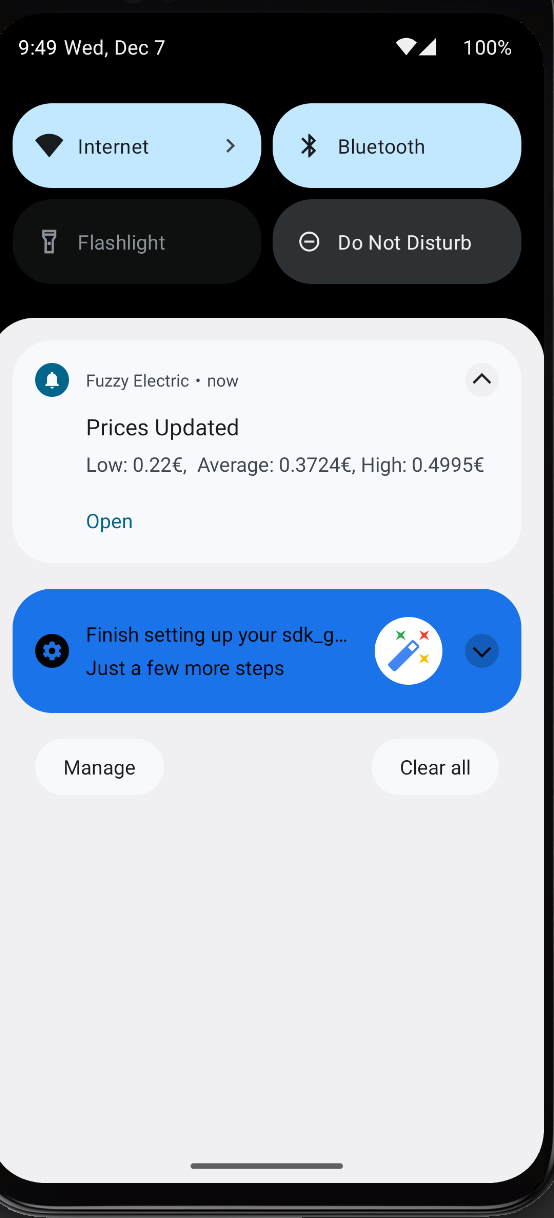 9:49 Wed, Dec 7
100%
Internet
Bluetooth
Flashlight
Do Not Disturb
Fuzzy Electric • now
Prices Updated
Low: 0.22€,  Average: 0.3724€, High: 0.4995€
Open
Finish setting up your sdk_g…
Just a few more steps
Manage
Clear all